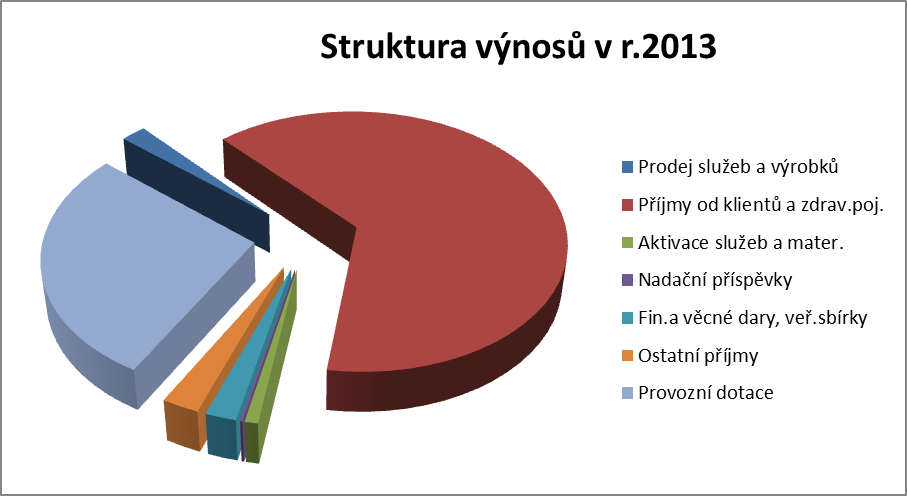 Struktura výnosů v r.2013
Prodej služeb a výrobků
Příjmy od klientů a zdrav.poj.
Aktivace služeb a mater.
Nadační příspěvky
Fin.a věcné dary, veř.sbírky
Ostatní příjmy
Provozní dotace